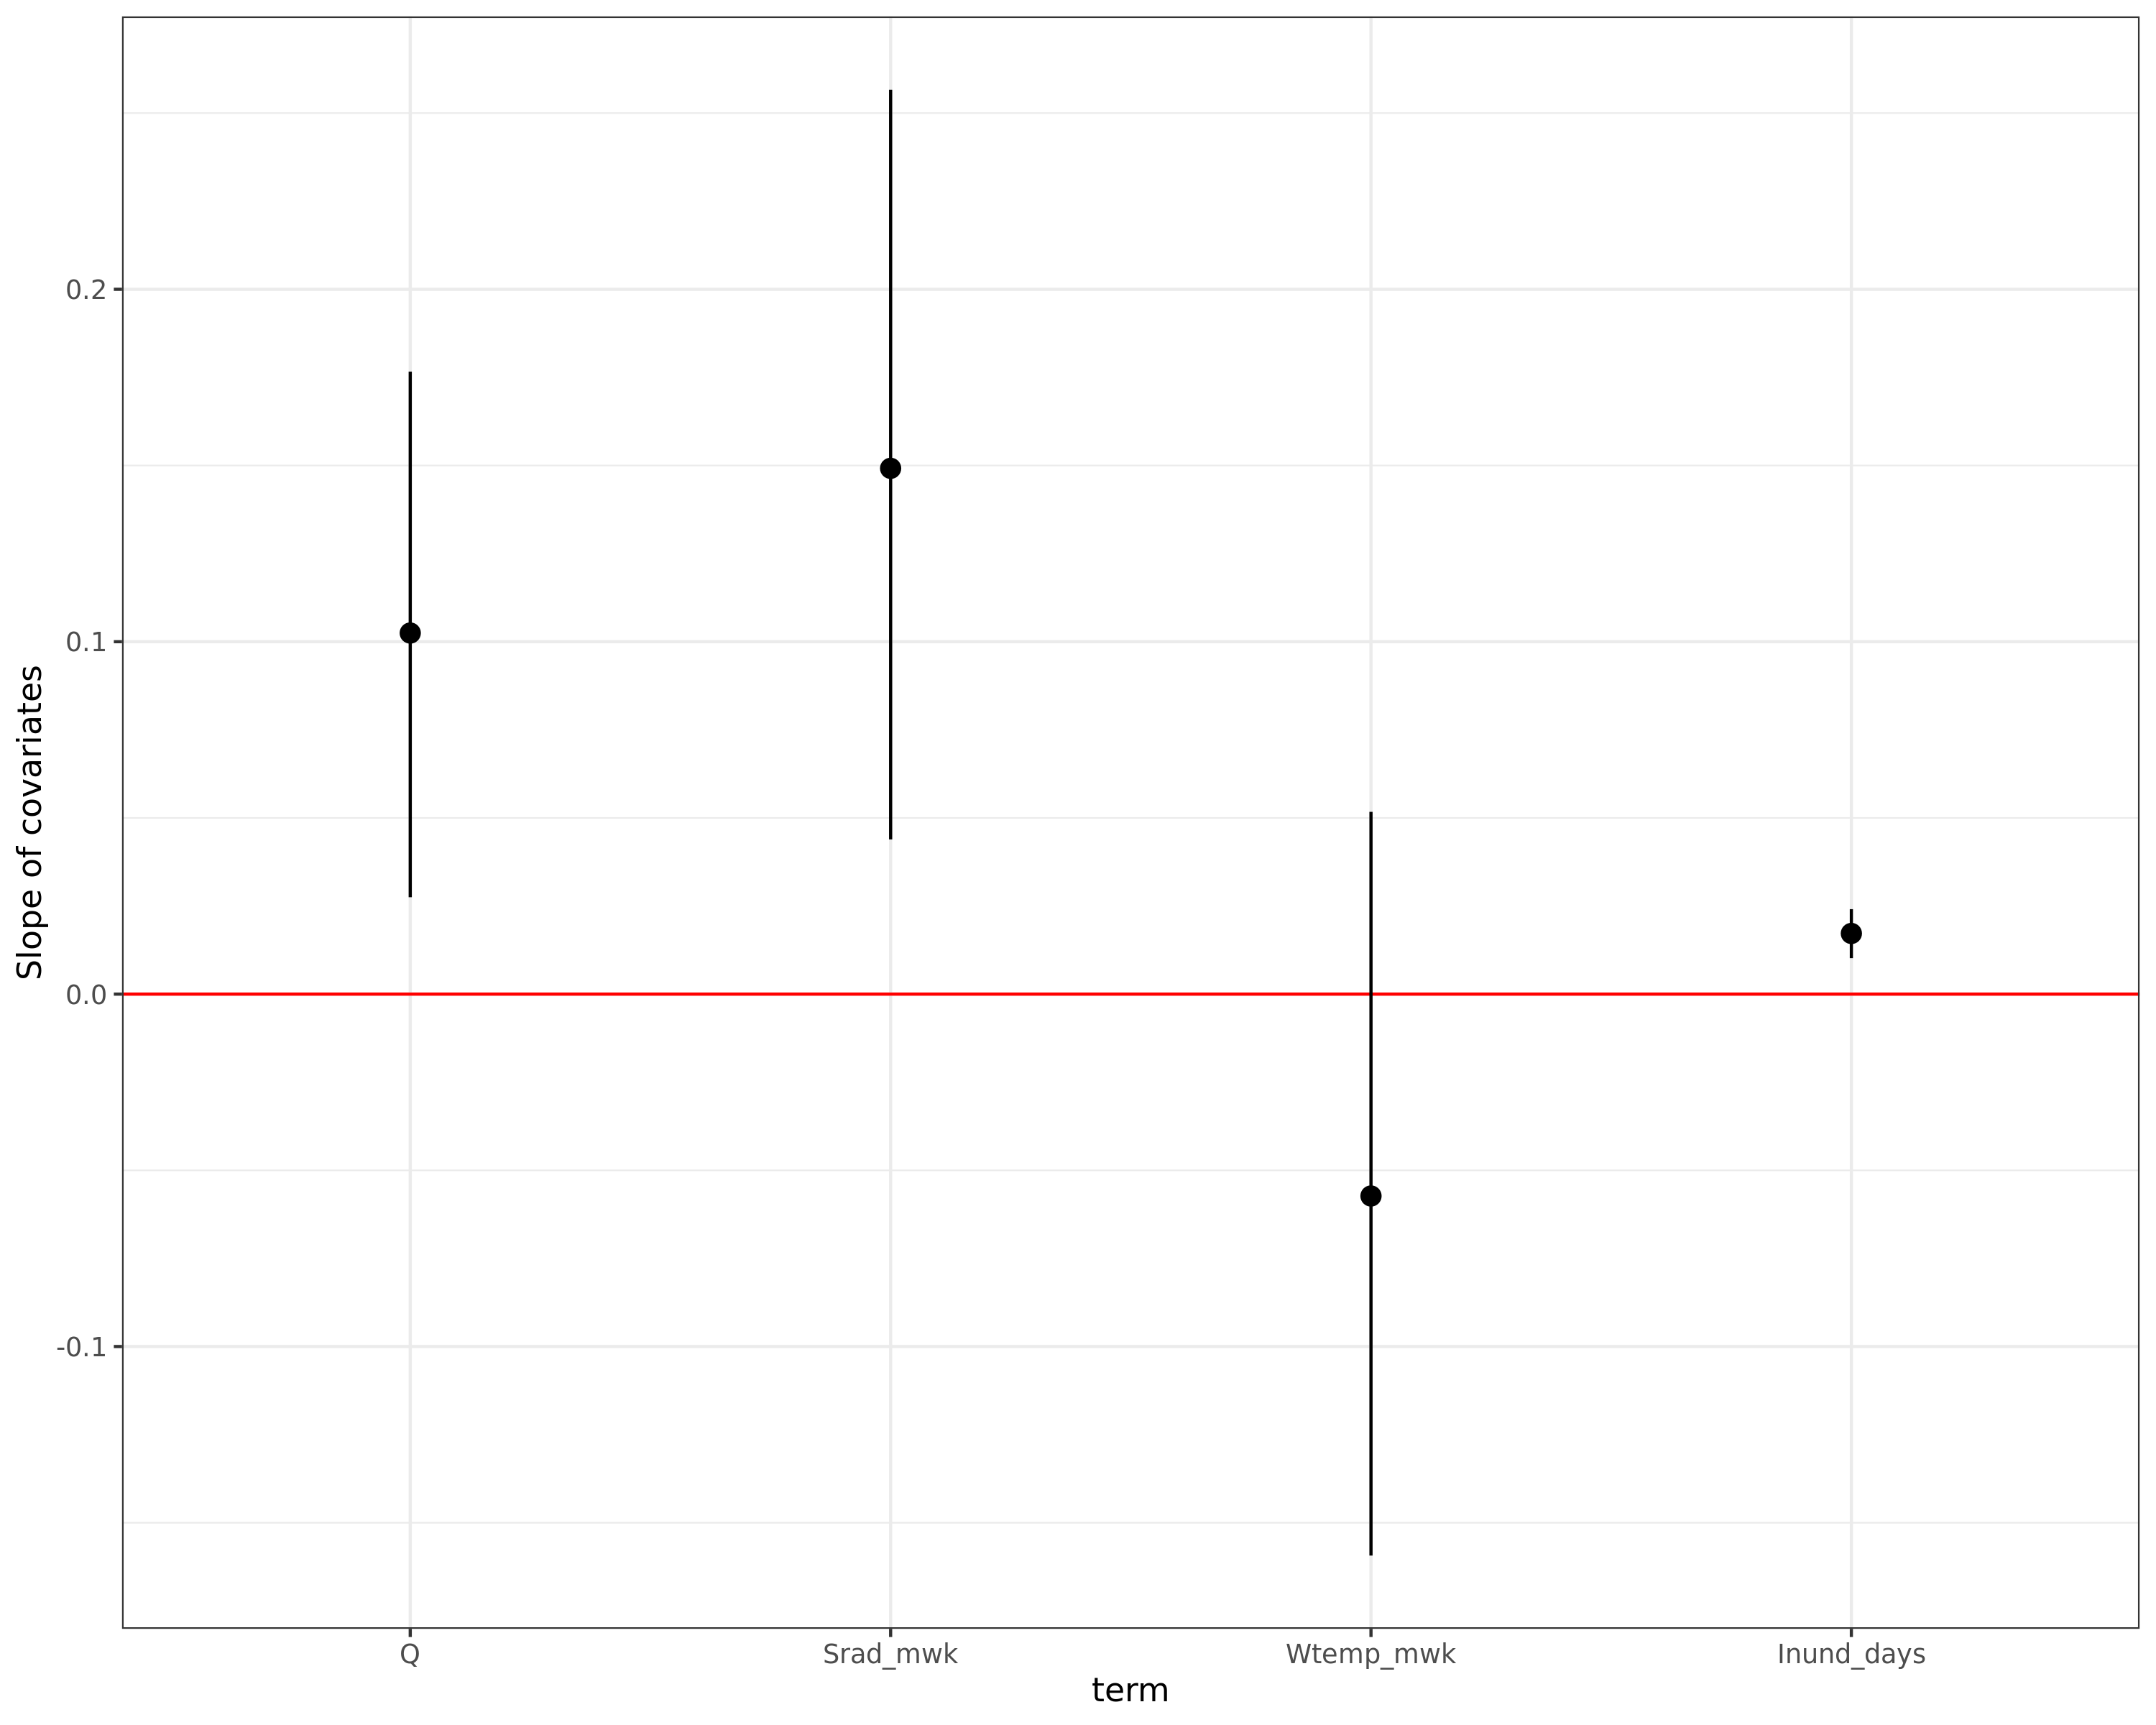 Slope of covariates
0.2
0.1
0.0
-0.1
Q
Srad_mwk
Wtemp_mwk
Inund_days
term